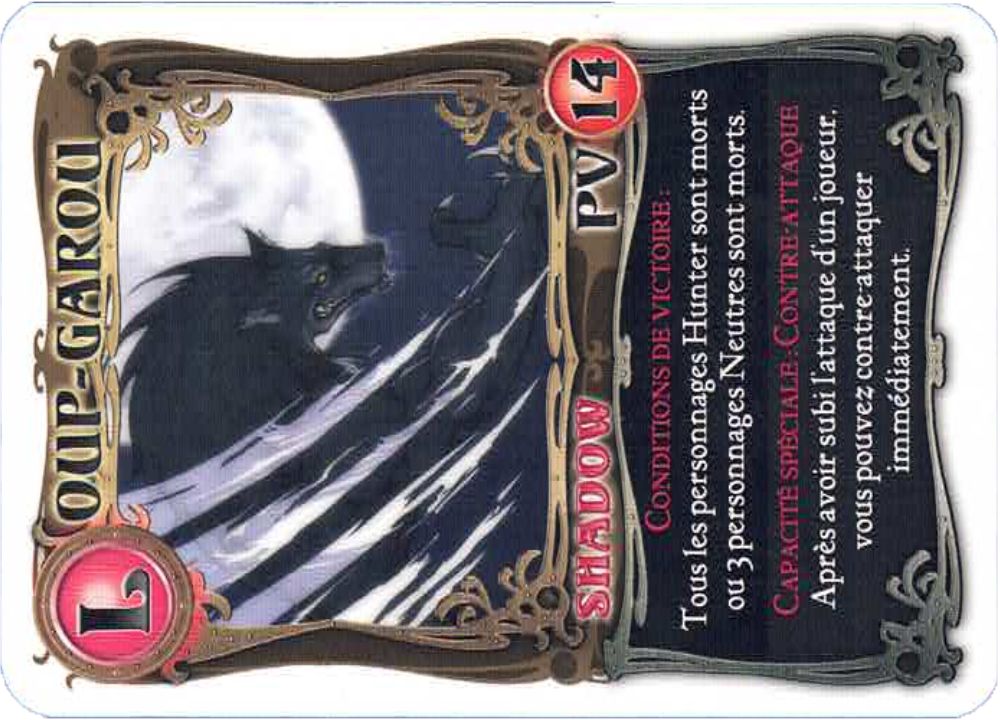 LOUP-GAROU
SHADOW PV 14
CONDITIONS DE VICTOIRE :
Tous les personnages Hunter sont morts
ou 3 personnages Neutres sont morts.
CAPACITÉ SPÉCIALE : CONTRE-ATTAQUE
Après avoir subi l'attaque d'un joueur,
vous pouvez contre-attaquer
immédiatement.